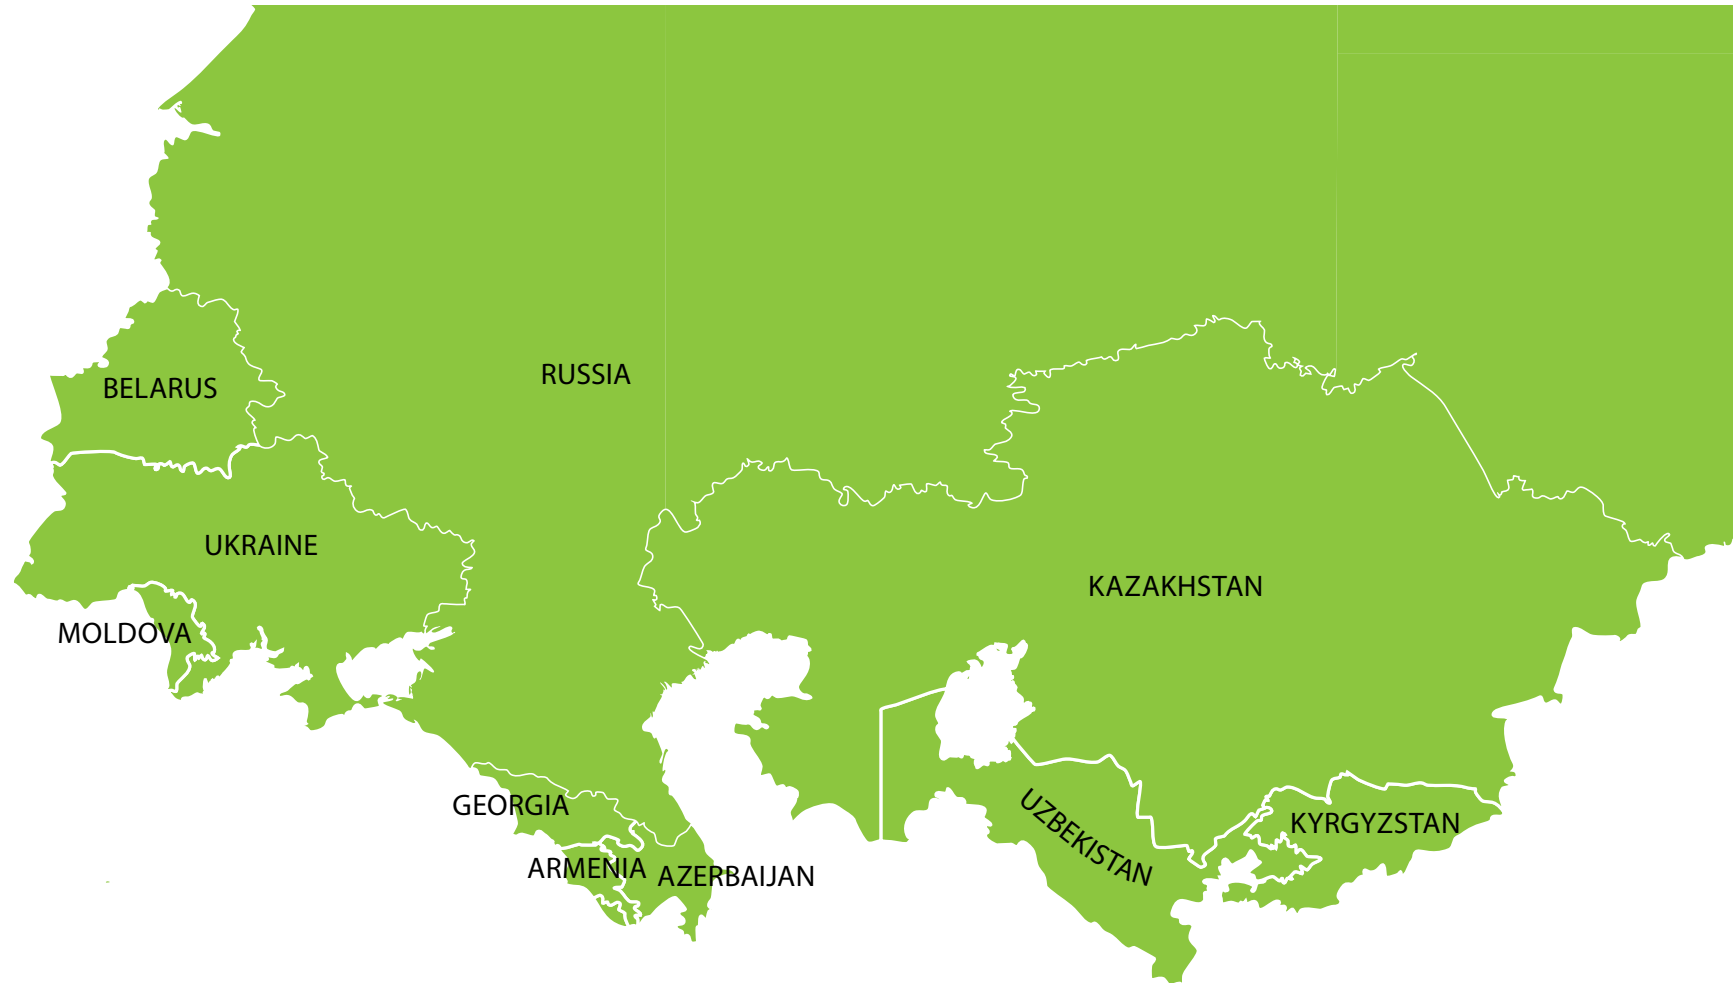 RUSSIA
BELARUS
UKRAINE
KAZAKHSTAN
MOLDOVA
GEORGIA
UZBEKISTAN
KYRGYZSTAN
ARMENIA
AZERBAIJAN